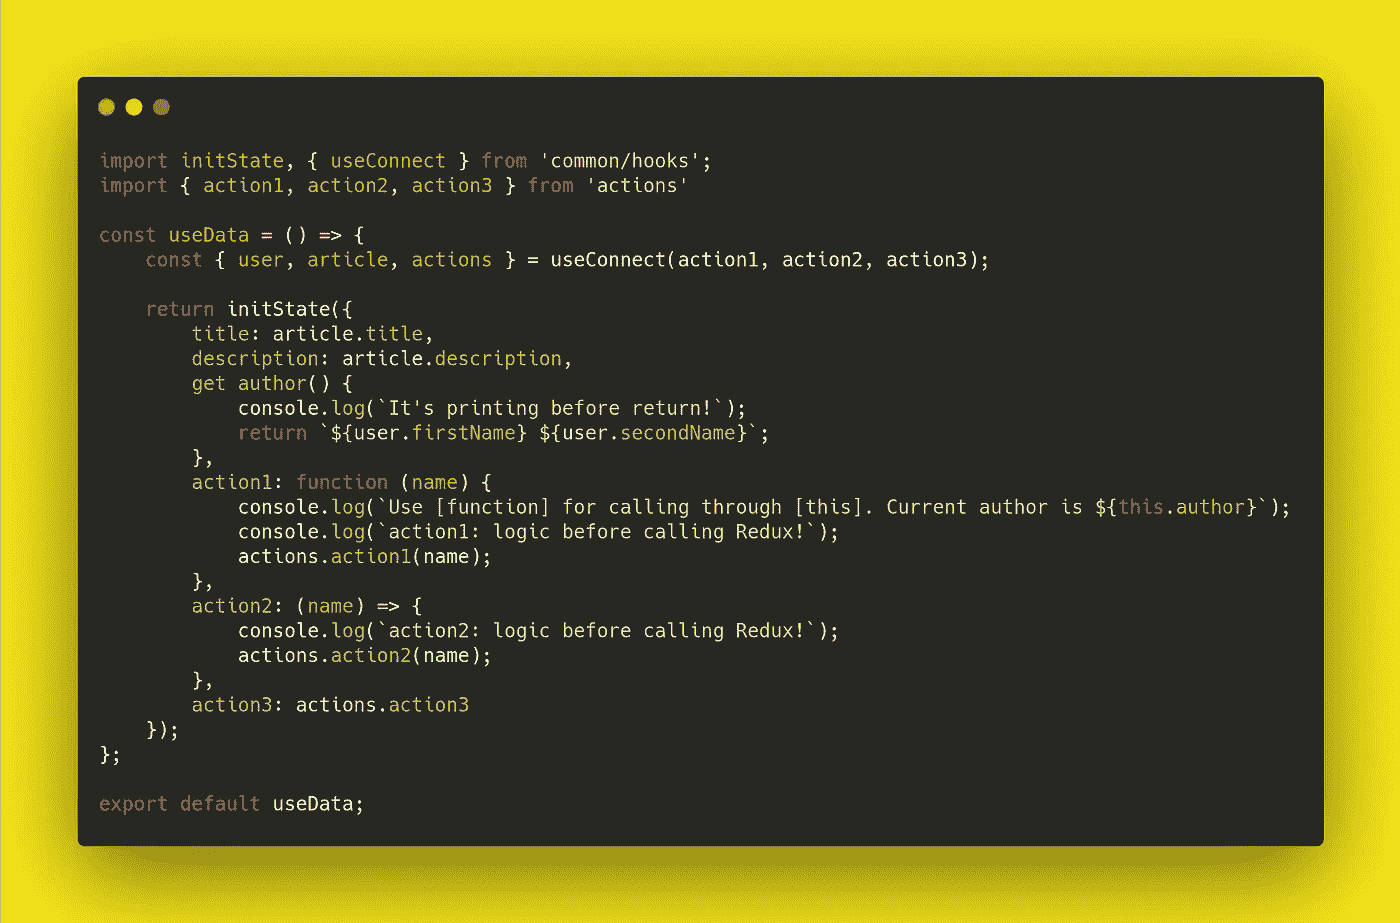 import initState, { useConnect } from 'common/hooks';
import { action1, action2, action3 } from 'actions'
const useData = () => {
    const { user, article, actions } = useConnect(action1, action2, action3);
    return initState({
        title: article.title,
        description: article.description,
        get author() {
            console.log(`It's printing before return!`);
            return `${user.firstName} ${user.secondName}`;
        },
        action1: function (name) {
            console.log(`Use [function] for calling through [this]. Current author is ${this.author}`);
            console.log(`action1: logic before calling Redux!`);
            actions.action1(name);
        },
        action2: (name) => {
            console.log(`action2: logic before calling Redux!`);
            actions.action2(name);
        },
        action3: actions.action3
    });
};
export default useData;